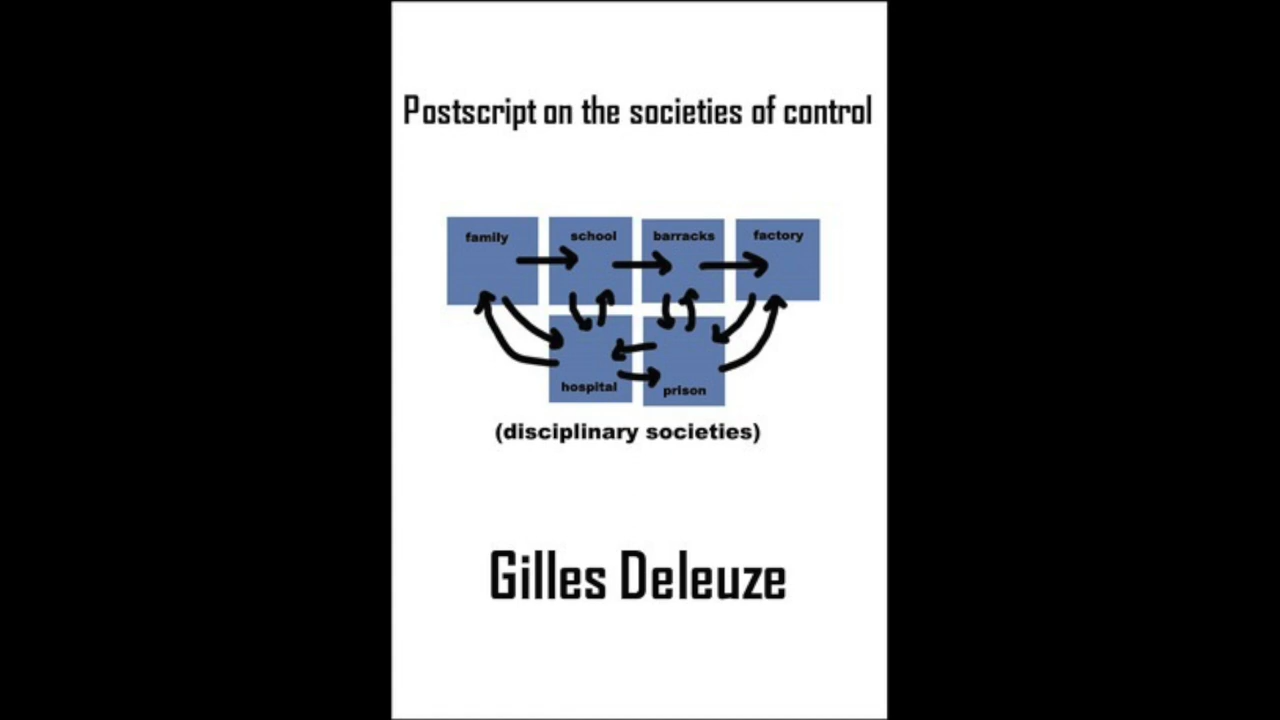 Postscript on the societies of control
family school barracks factory
hospital prison
(disciplinary societies)
Gilles Deleuze